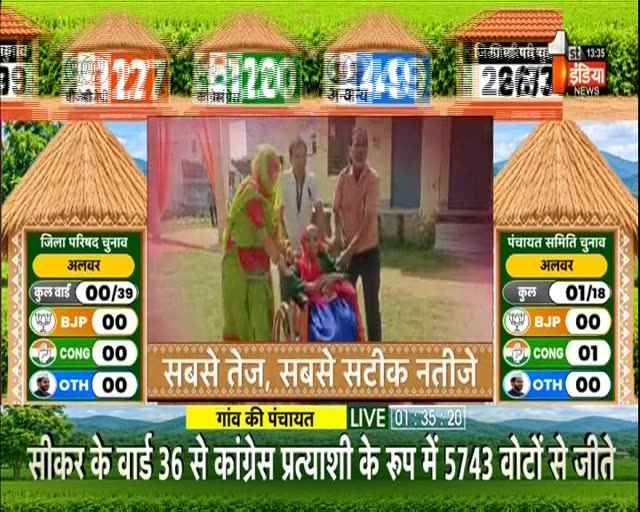 1st इंडिया NEWS
13:35
जिला परिषद चुनाव
अलवर
कुल वार्ड 00/39
BJP 00
CONG 00
OTH 00
पंचायत समिति चुनाव
अलवर
कुल 01/18
BJP 00
CONG 01
OTH 00
सबसे तेज, सबसे सटीक नतीजे
गांव की पंचायत LIVE 01:35:20
सीकर के वार्ड 36 से कांग्रेस प्रत्याशी के रूप में 5743 वोटों से जीते